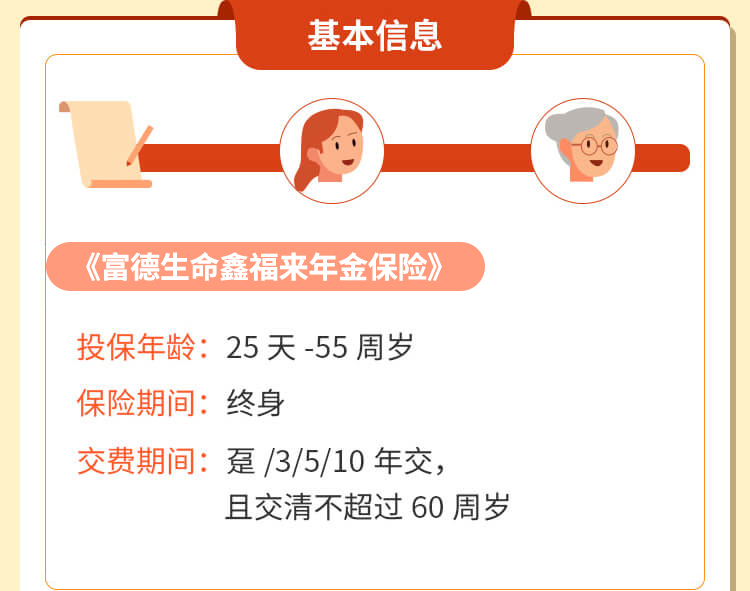 基本信息
《富德生命鑫福来年金保险》
投保年龄：25 天 -55 周岁
保险期间：终身
交费期间：趸 /3/5/10 年交，
且交清不超过 60 周岁